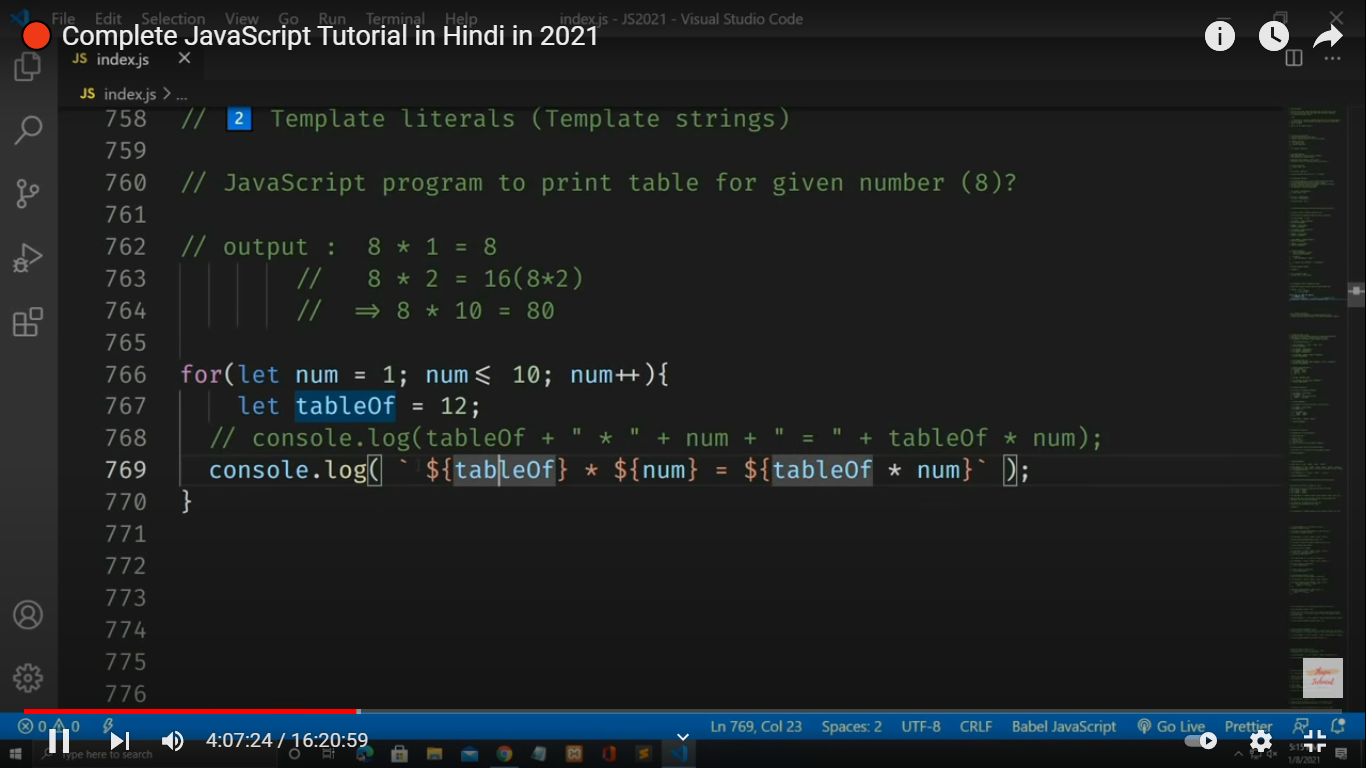 File Edit Selection View Go Run Terminal Help index.js - JS2021 - Visual Studio Code
Complete JavaScript Tutorial in Hindi in 2021
JS index.js
JS index.js > ...
758 // 2 Template literals (Template strings)
759
760 // JavaScript program to print table for given number (8)?
761
762 // output : 8 * 1 = 8
763 // 8 * 2 = 16(8*2)
764 // => 8 * 10 = 80
765
766 for(let num = 1; num<= 10; num++){
767 let tableOf = 12;
768 // console.log(tableOf + " * " + num + " = " + tableOf * num);
769 console.log( ` ${tableOf} * ${num} = ${tableOf * num}` );
770 }
771
772
773
774
775
776
0 0 Ln 769, Col 23 Spaces: 2 UTF-8 CRLF Babel JavaScript Go Live Prettier
4:07:24 / 16:20:59
Type here to search
1/8/2021